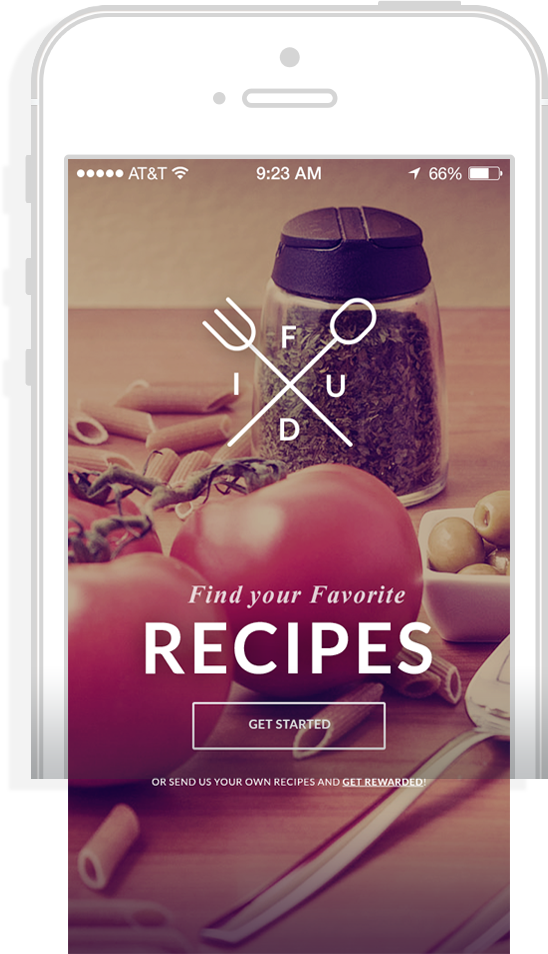 AT&T 9:23 AM 66%
F
I U
D
Find your Favorite
RECIPES
GET STARTED
OR SEND US YOUR OWN RECIPES AND GET REWARDED!